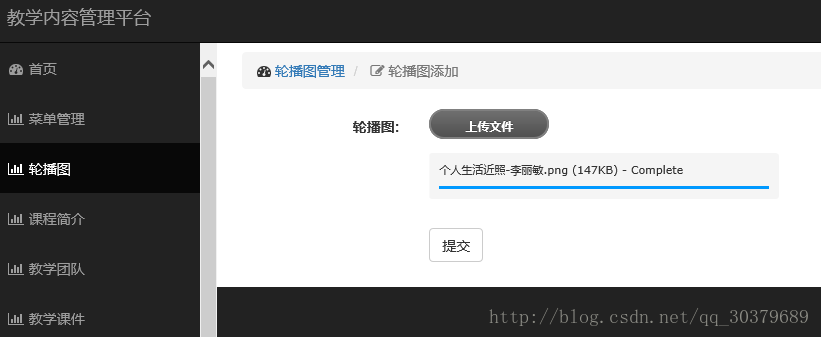 教学内容管理平台
首页
菜单管理
轮播图
课程简介
教学团队
教学课件
轮播图管理 / 轮播图添加
轮播图:
上传文件
个人生活近照-李丽敏.png (147KB) - Complete
提交
http://blog.csdn.net/qq_30379689